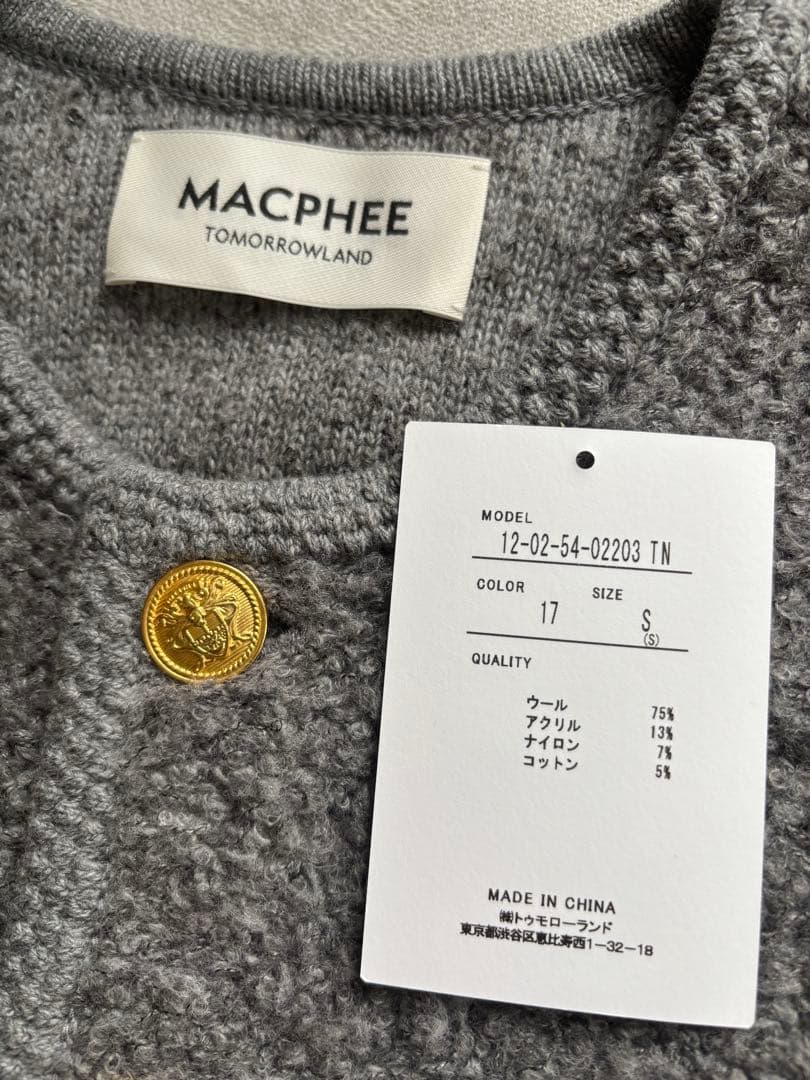 MACPHEE
TOMORROWLAND
MODEL
12-02-54-02203 TN
COLOR SIZE
17 S
(S)
QUALITY
ウール 75%
アクリル 13%
ナイロン 7%
コットン 5%
MADE IN CHINA
㈱トゥモローランド
東京都渋谷区恵比寿西1-32-18